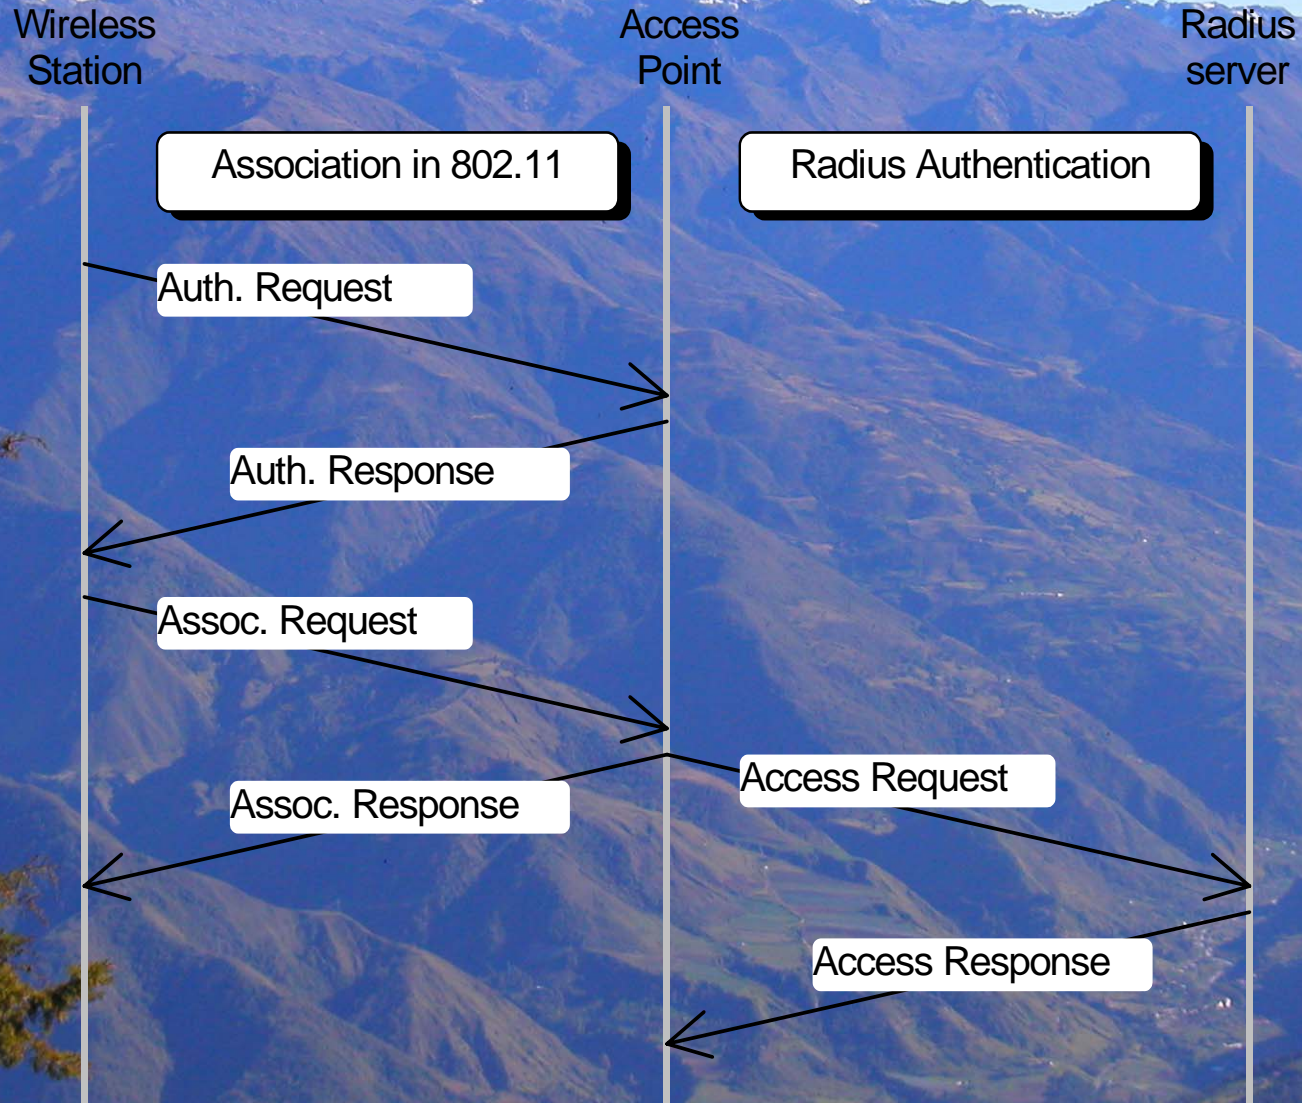 Wireless
Station
Access
Point
Radius
server
Association in 802.11
Radius Authentication
Auth. Request
Auth. Response
Assoc. Request
Assoc. Response
Access Request
Access Response